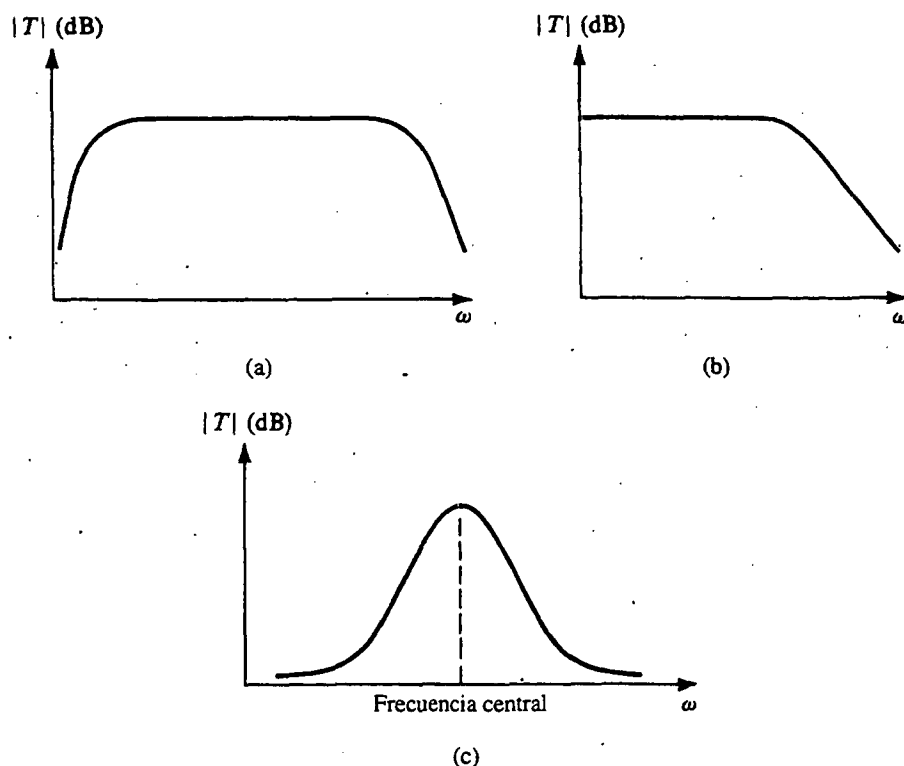 |T| (dB)
ω
(a)
|T| (dB)
ω
(b)
|T| (dB)
Frecuencia central
ω
(c)